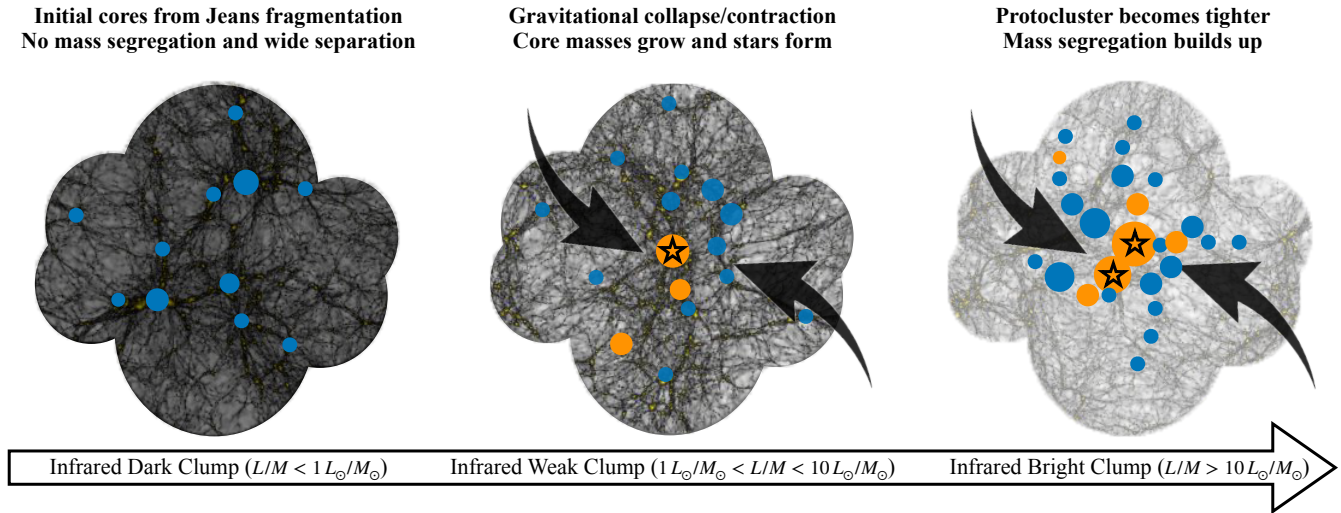 Initial cores from Jeans fragmentation
No mass segregation and wide separation
Gravitational collapse/contraction
Core masses grow and stars form
Protocluster becomes tighter
Mass segregation builds up
Infrared Dark Clump (L/M < 1 L⊙/M⊙)
Infrared Weak Clump (1 L⊙/M⊙ < L/M < 10 L⊙/M⊙)
Infrared Bright Clump (L/M > 10 L⊙/M⊙)